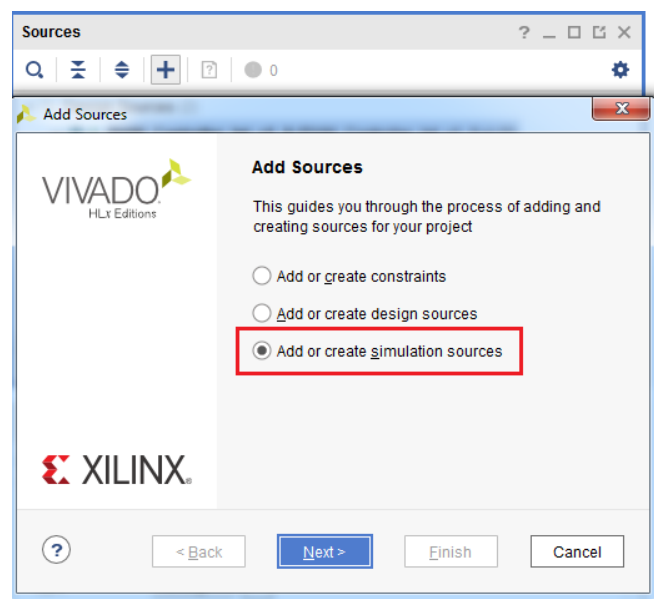 Sources
0
Add Sources
VIVADO
HLx Editions
Add Sources
This guides you through the process of adding and
creating sources for your project
Add or create constraints
Add or create design sources
Add or create simulation sources
XILINX
?
< Back
Next >
Finish
Cancel